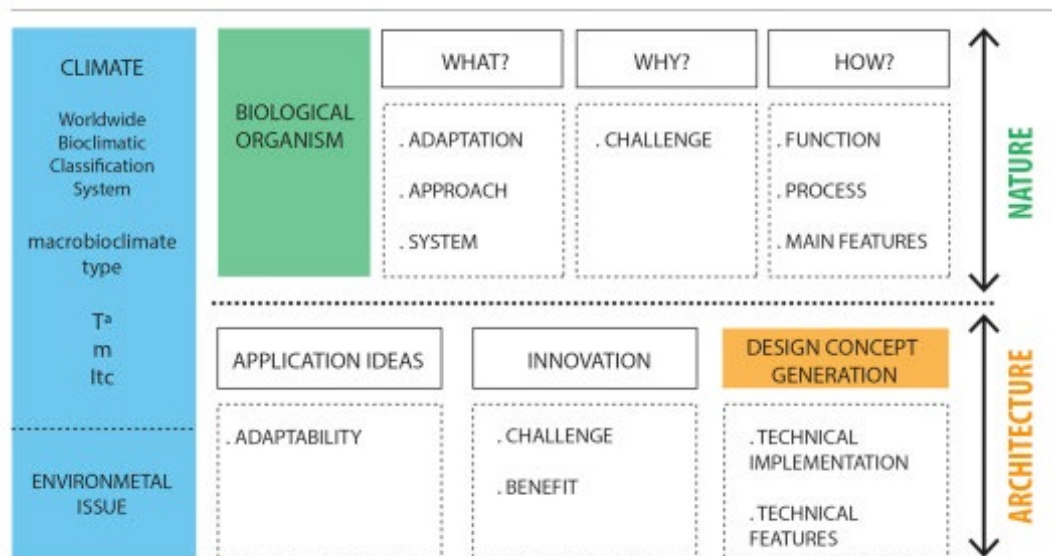 CLIMATE
Worldwide
Bioclimatic
Classification
System
macrobioclimate
type
Tª
m
Itc
ENVIRONMETAL
ISSUE
BIOLOGICAL
ORGANISM
WHAT?
. ADAPTATION
. APPROACH
. SYSTEM
WHY?
. CHALLENGE
HOW?
. FUNCTION
. PROCESS
. MAIN FEATURES
NATURE
APPLICATION IDEAS
. ADAPTABILITY
INNOVATION
. CHALLENGE
. BENEFIT
DESIGN CONCEPT
GENERATION
. TECHNICAL
IMPLEMENTATION
. TECHNICAL
FEATURES
ARCHITECTURE